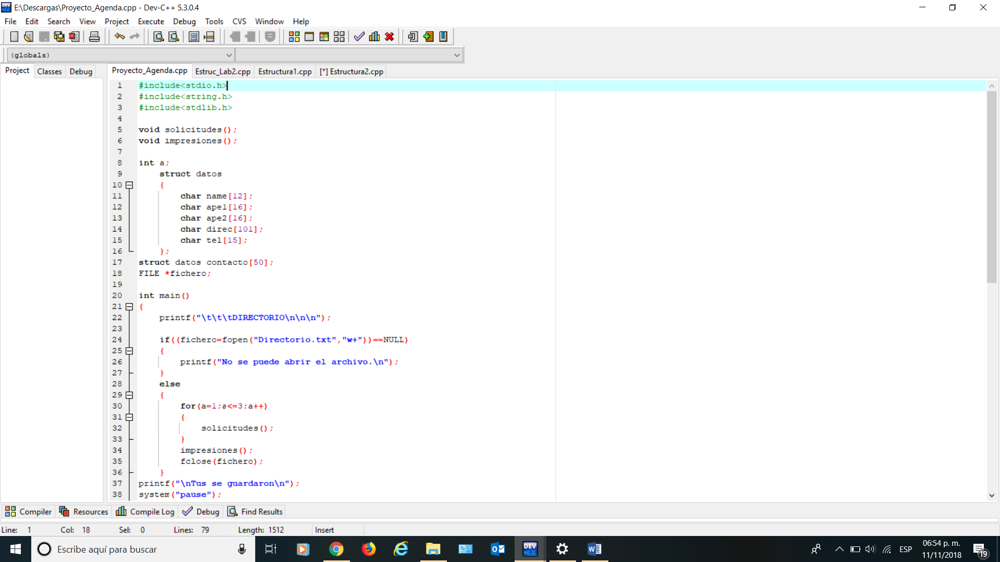 E:\Descargas\Proyecto_Agenda.cpp - Dev-C++ 5.3.0.4
File Edit Search View Project Execute Debug Tools CVS Window Help
(globals)
Project Classes Debug
Proyecto_Agenda.cpp Estruc_Lab2.cpp Estructura1.cpp [*] Estructura2.cpp
1 #include<stdio.h>
2 #include<string.h>
3 #include<stdlib.h>
4
5 void solicitudes();
6 void impresiones();
7
8 int a;
9 struct datos
10 {
11 char name[12];
12 char ape1[16];
13 char ape2[16];
14 char direc[101];
15 char tel[15];
16 };
17 struct datos contacto[50];
18 FILE *fichero;
19
20 int main()
21 {
22 printf("\t\t\tDIRECTORIO\n\n\n");
23
24 if((fichero=fopen("Directorio.txt","w+"))==NULL)
25 {
26 printf("No se puede abrir el archivo.\n");
27 }
28 else
29 {
30 for(a=1;a<=3;a++)
31 {
32 solicitudes();
33 }
34 impresiones();
35 fclose(fichero);
36 }
37 printf("\nTus se guardaron\n");
38 system("pause");
Compiler Resources Compile Log Debug Find Results
Line: 1 Col: 18 Sel: 0 Lines: 79 Length: 1512 Insert
Escribe aquí para buscar
DEV
ESP
06:54 p. m.
11/11/2018
19